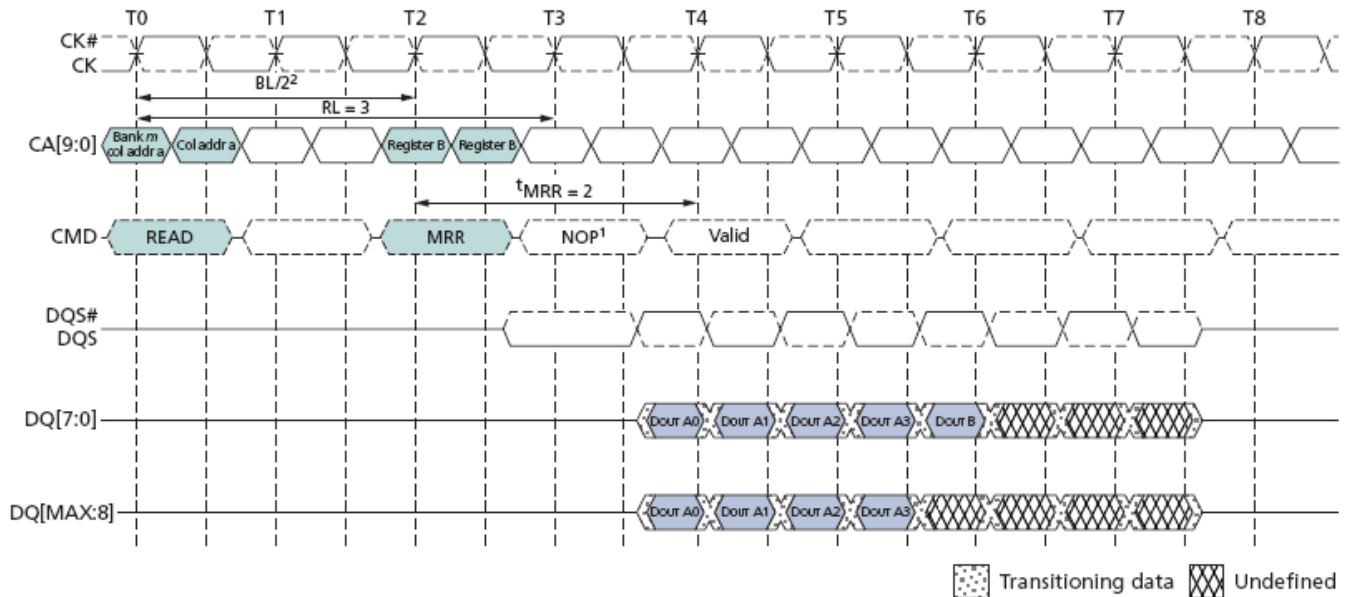 T0 T1 T2 T3 T4 T5 T6 T7 T8
CK#
CK
BL/2²
RL = 3
CA[9:0]
Bank m
col addr a
Col addr a
Register B
Register B
tMRR = 2
CMD
READ
MRR
NOP¹
Valid
DQS#
DQS
DQ[7:0]
DOUT A0 DOUT A1 DOUT A2 DOUT A3 DOUT B
DQ[MAX:8]
DOUT A0 DOUT A1 DOUT A2 DOUT A3
Transitioning data
Undefined